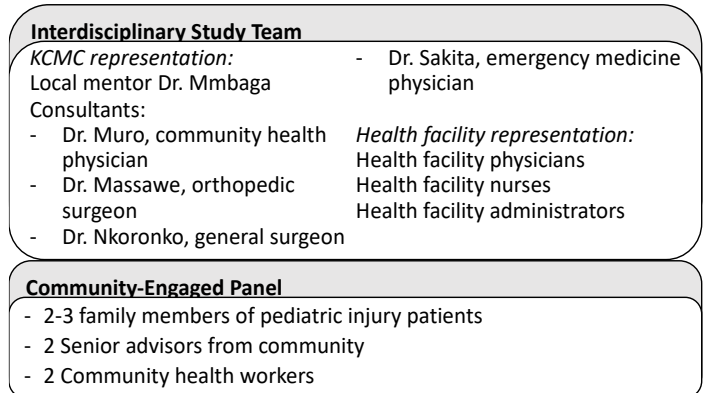 Interdisciplinary Study Team
KCMC representation:
Local mentor Dr. Mmbaga
Consultants:
- Dr. Muro, community health
physician
- Dr. Massawe, orthopedic
surgeon
- Dr. Nkoronko, general surgeon
- Dr. Sakita, emergency medicine
physician
Health facility representation:
Health facility physicians
Health facility nurses
Health facility administrators
Community-Engaged Panel
- 2-3 family members of pediatric injury patients
- 2 Senior advisors from community
- 2 Community health workers